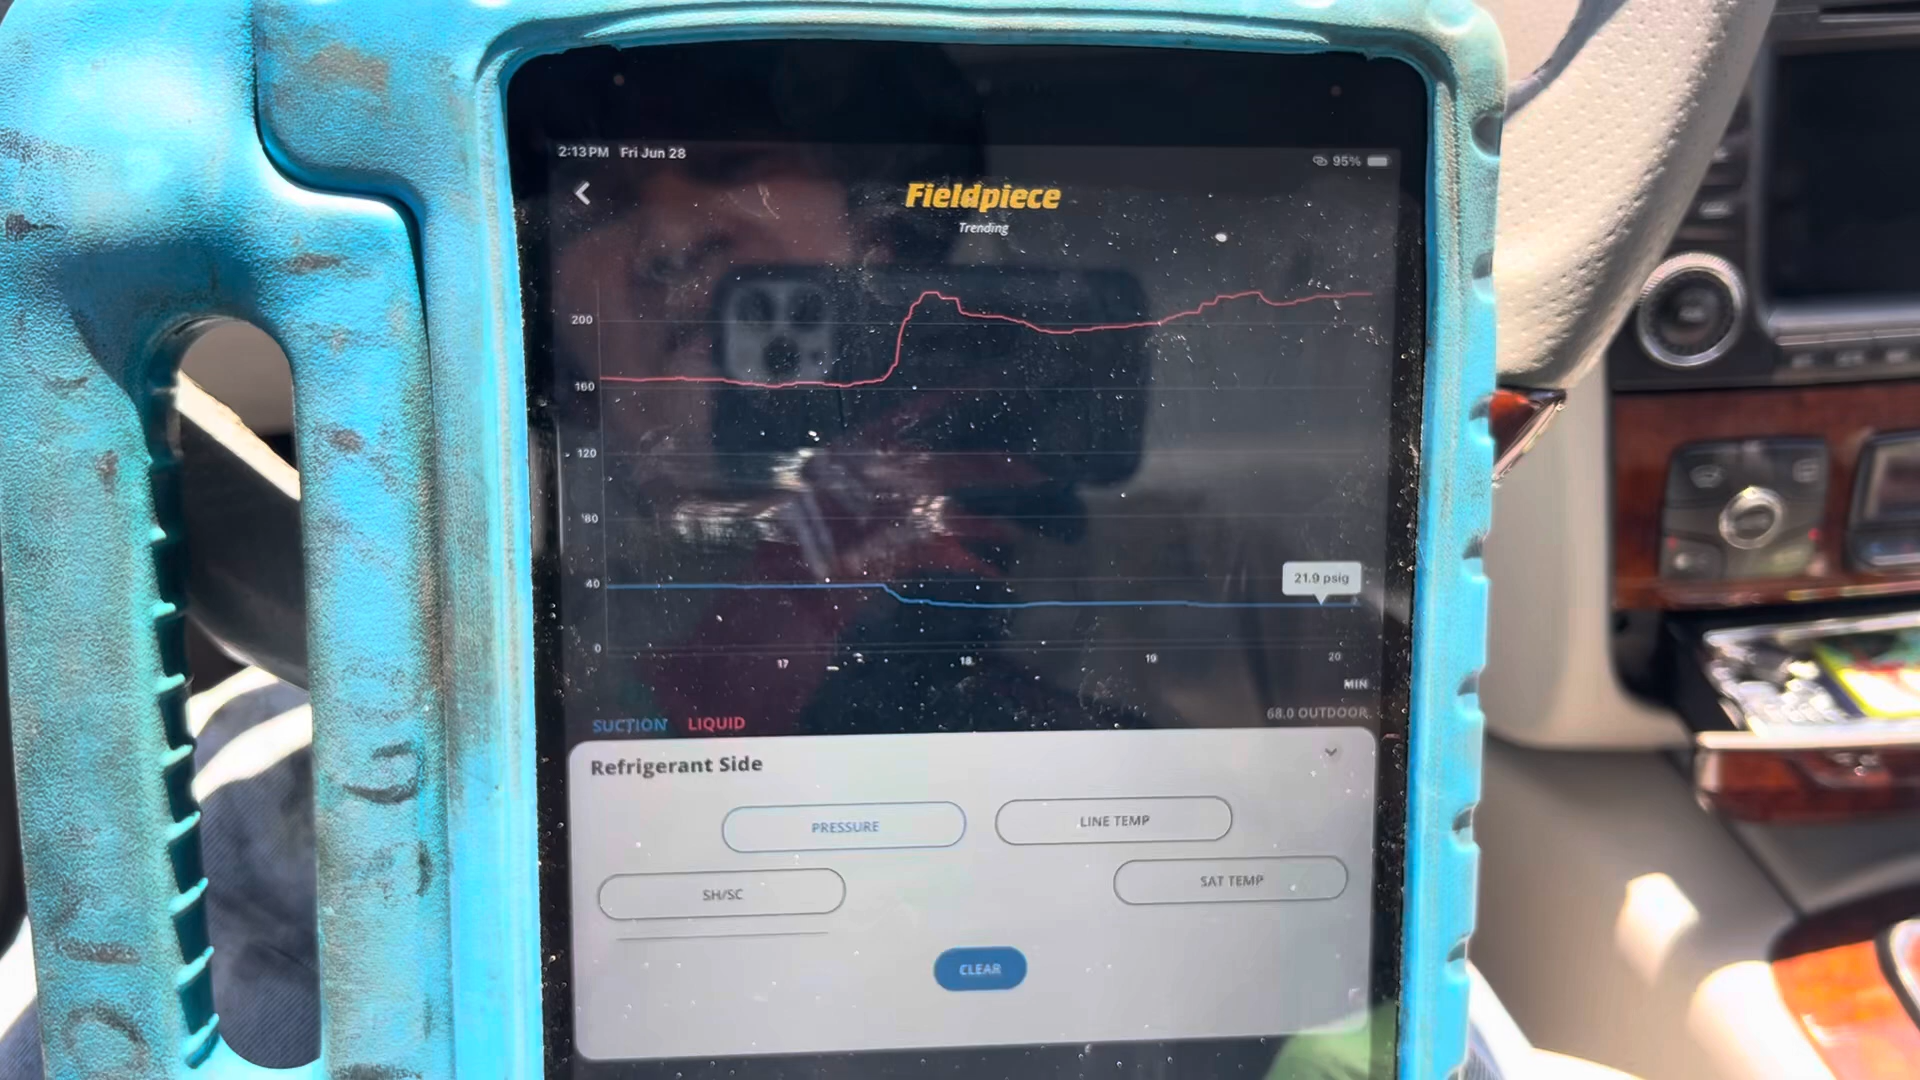 2:13 PM Fri Jun 28 95%
Fieldpiece
Trending
200
160
120
80
40
21.9 psig
0
17 18 19 20
MIN
SUCTION LIQUID 68.0 OUTDOOR
Refrigerant Side
PRESSURE LINE TEMP
SH/SC SAT TEMP
CLEAR